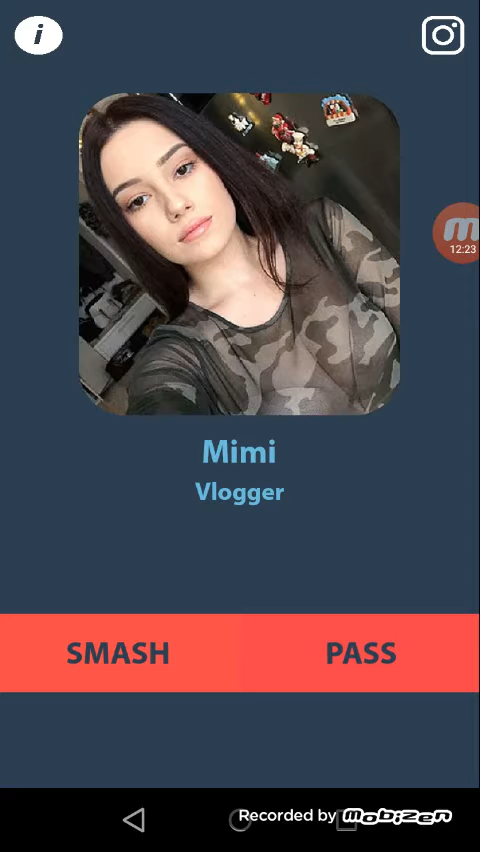 i
12:23
Mimi
Vlogger
SMASH
PASS
Recorded by Mobizen